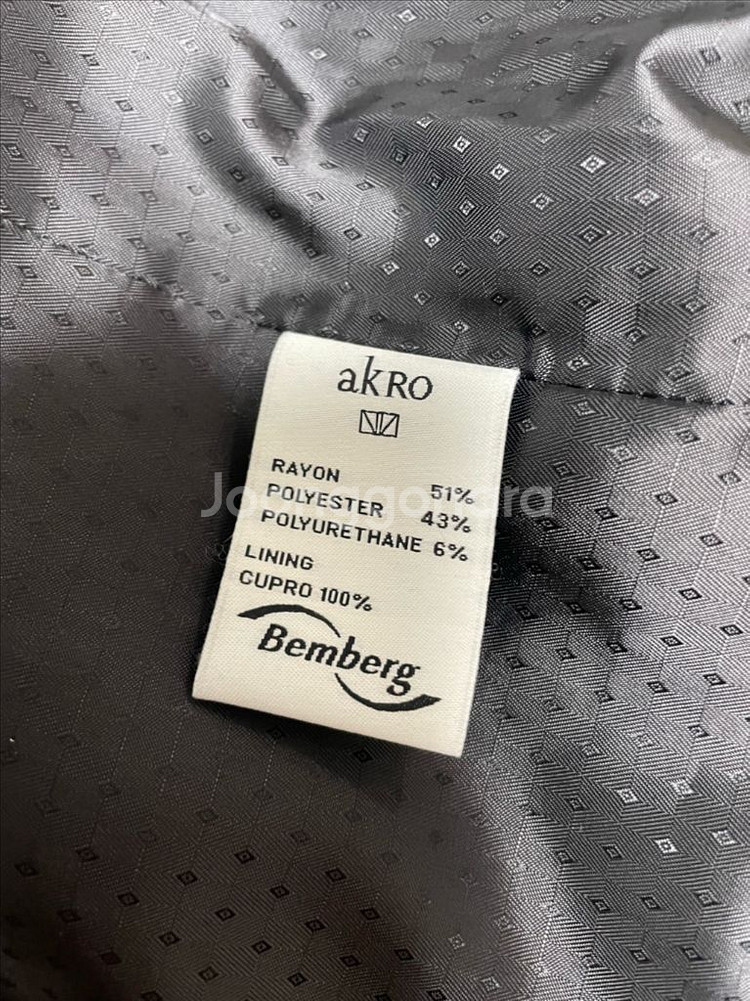 akRO
RAYON 51%
POLYESTER 43%
POLYURETHANE 6%
LINING
CUPRO 100%
Bemberg